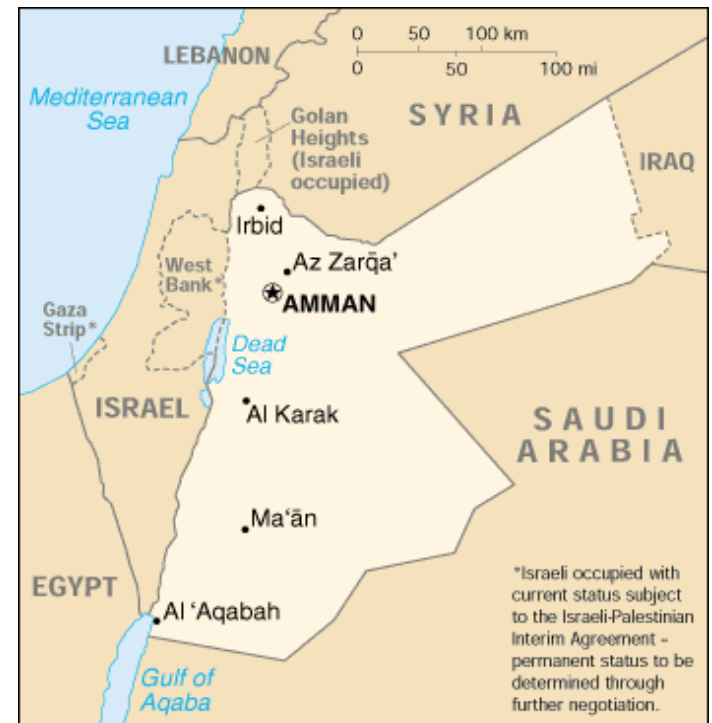 0 50 100 km
0 50 100 mi
LEBANON
Mediterranean
Sea
Golan
Heights
(Israeli
occupied)
SYRIA
IRAQ
Irbid
Az Zarqāʼ
West
Bank*
AMMAN
Gaza
Strip*
Dead
Sea
ISRAEL
Al Karak
SAUDI
ARABIA
Ma‘ān
EGYPT
Al ‘Aqabah
Gulf of
Aqaba
*Israeli occupied with
current status subject
to the Israeli-Palestinian
Interim Agreement –
permanent status to be
determined through
further negotiation.